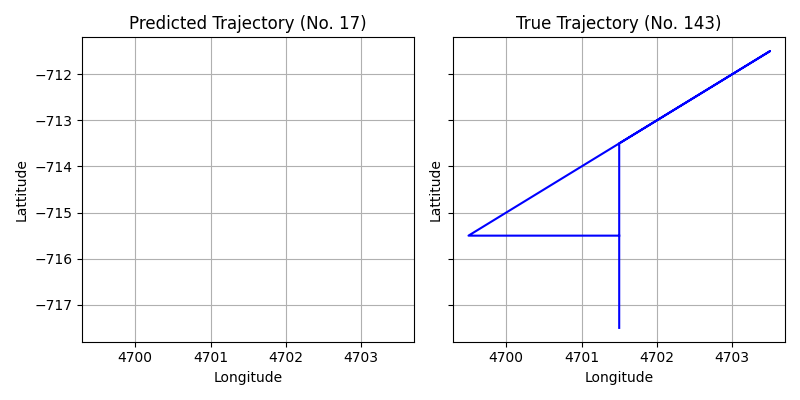 Predicted Trajectory (No. 17)
−712
−713
−714
−715
−716
−717
Lattitude
4700 4701 4702 4703
Longitude
True Trajectory (No. 143)
Lattitude
4700 4701 4702 4703
Longitude